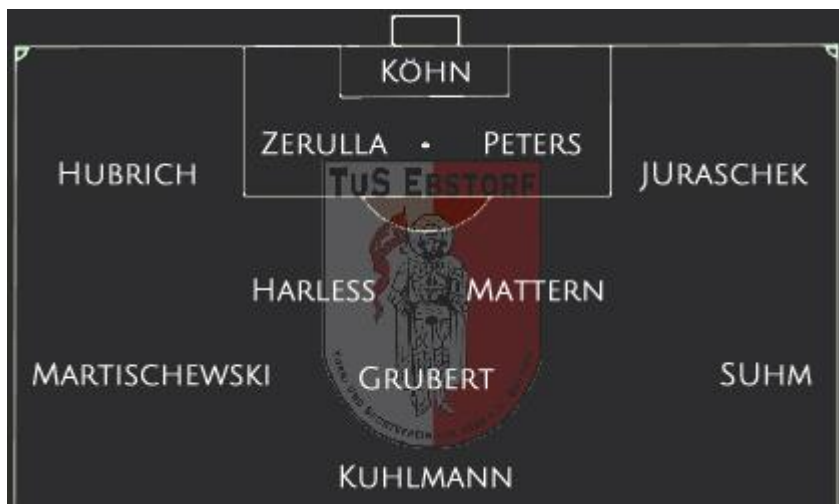 KÖHN
ZERULLA PETERS
HUBRICH JURASCHEK
TUS EBSTORF
HARLESS MATTERN
MARTISCHEWSKI GRUBERT SUHM
KUHLMANN